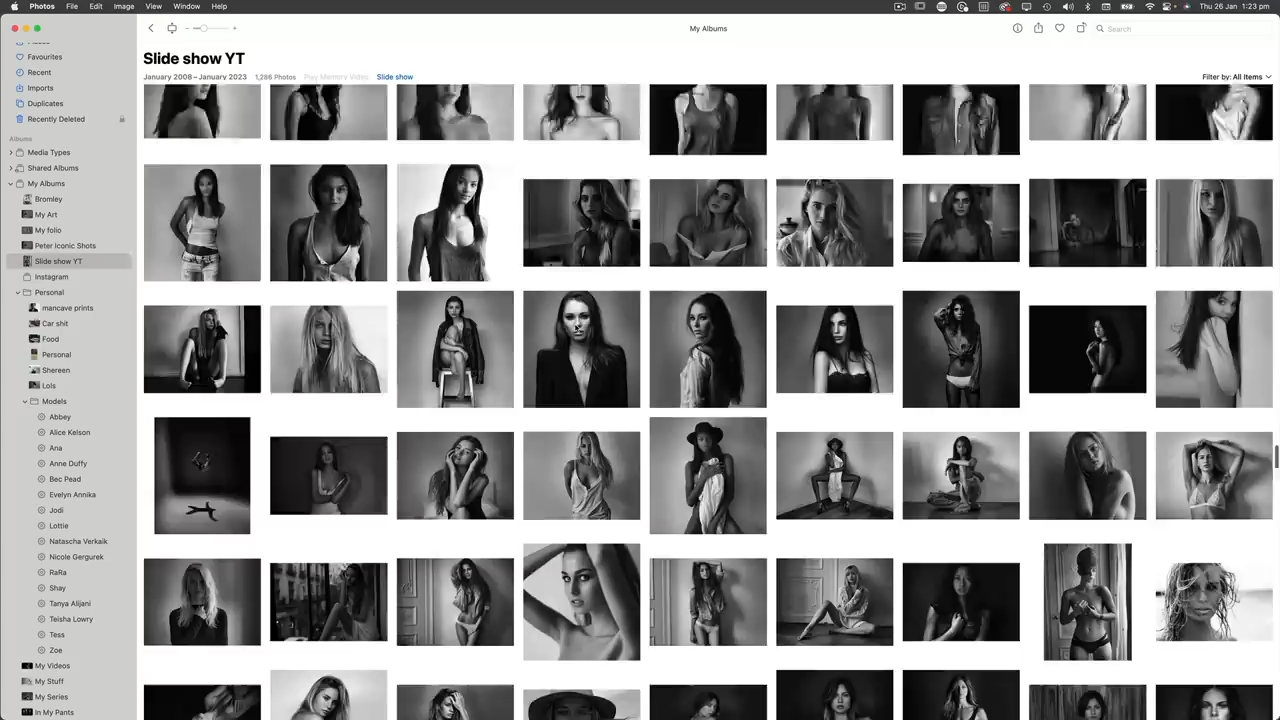 Photos File Edit Image View Window Help
Thu 26 Jan 1:23 pm
My Albums
Search
Slide show YT
January 2008 – January 2023 1,286 Photos Play Memory Video Slide show
Filter by: All Items
Favourites
Recent
Imports
Duplicates
Recently Deleted
Albums
Media Types
Shared Albums
My Albums
Bromley
My Art
My folio
Peter Iconic Shots
Slide show YT
Instagram
Personal
mancave prints
Car shit
Food
Personal
Shereen
Lols
Models
Abbey
Alice Kelson
Ana
Anne Duffy
Bec Pead
Evelyn Annika
Jodi
Lottie
Natascha Verkaik
Nicole Gergurek
RaRa
Shay
Tanya Alijani
Teisha Lowry
Tess
Zoe
My Videos
My Stuff
My Series
In My Pants